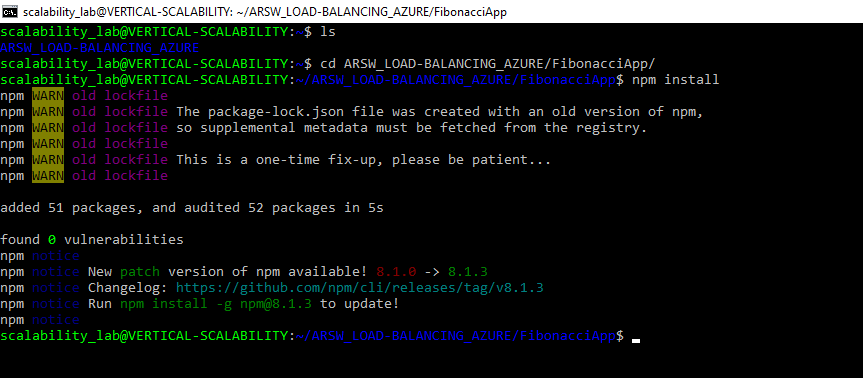 scalability_lab@VERTICAL-SCALABILITY: ~/ARSW_LOAD-BALANCING_AZURE/FibonacciApp
scalability_lab@VERTICAL-SCALABILITY:~$ ls
ARSW_LOAD-BALANCING_AZURE
scalability_lab@VERTICAL-SCALABILITY:~$ cd ARSW_LOAD-BALANCING_AZURE/FibonacciApp/
scalability_lab@VERTICAL-SCALABILITY:~/ARSW_LOAD-BALANCING_AZURE/FibonacciApp$ npm install
npm WARN old lockfile
npm WARN old lockfile The package-lock.json file was created with an old version of npm,
npm WARN old lockfile so supplemental metadata must be fetched from the registry.
npm WARN old lockfile
npm WARN old lockfile This is a one-time fix-up, please be patient...
npm WARN old lockfile
added 51 packages, and audited 52 packages in 5s
found 0 vulnerabilities
npm notice
npm notice New patch version of npm available! 8.1.0 -> 8.1.3
npm notice Changelog: https://github.com/npm/cli/releases/tag/v8.1.3
npm notice Run npm install -g npm@8.1.3 to update!
npm notice
scalability_lab@VERTICAL-SCALABILITY:~/ARSW_LOAD-BALANCING_AZURE/FibonacciApp$